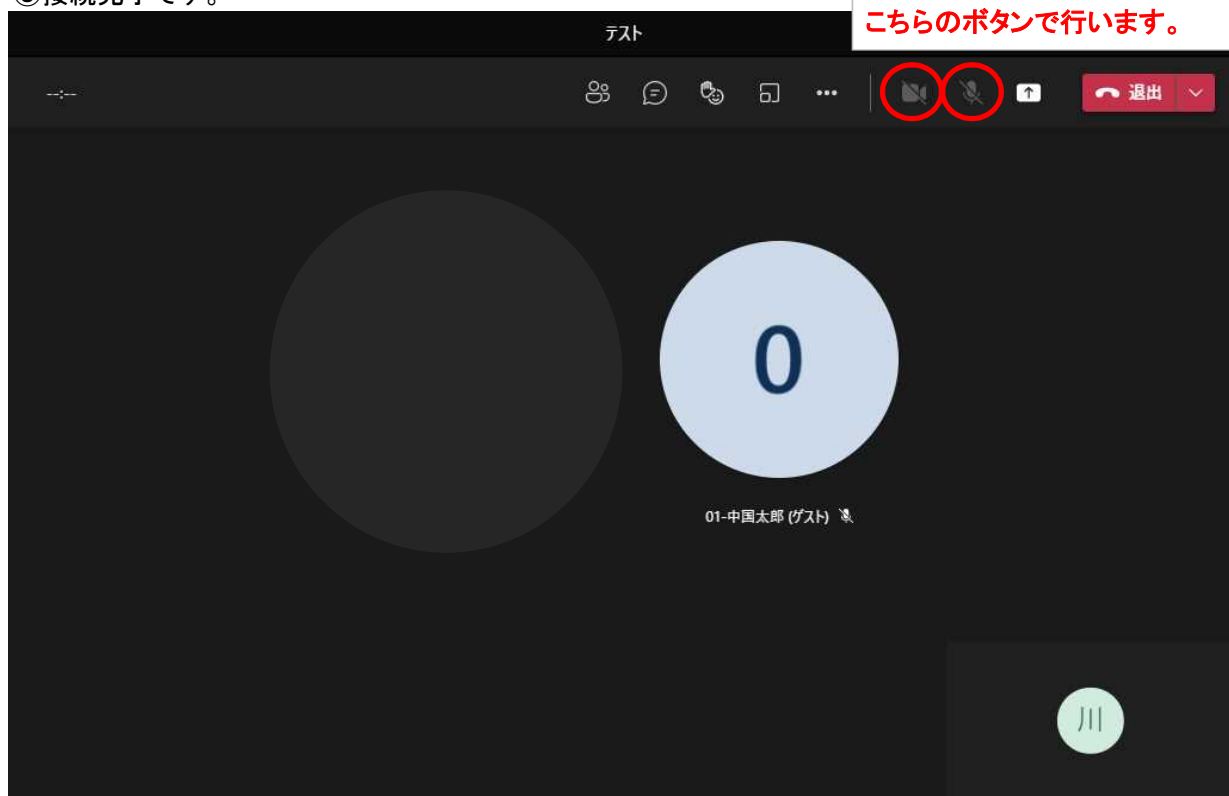 接続完了です。
こちらのボタンで行います。
テスト
--:--
退出
0
01-中国太郎 (ゲスト)
川